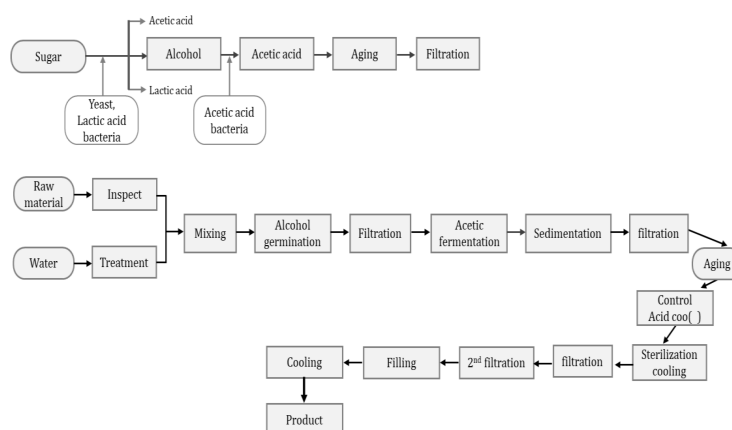 Acetic acid
Sugar
Alcohol
Acetic acid
Aging
Filtration
Lactic acid
Yeast,
Lactic acid
bacteria
Acetic acid
bacteria
Raw
material
Inspect
Water
Treatment
Mixing
Alcohol
germination
Filtration
Acetic
fermentation
Sedimentation
filtration
Aging
Control
Acid coo( )
Sterilization
cooling
filtration
2nd filtration
Filling
Cooling
Product